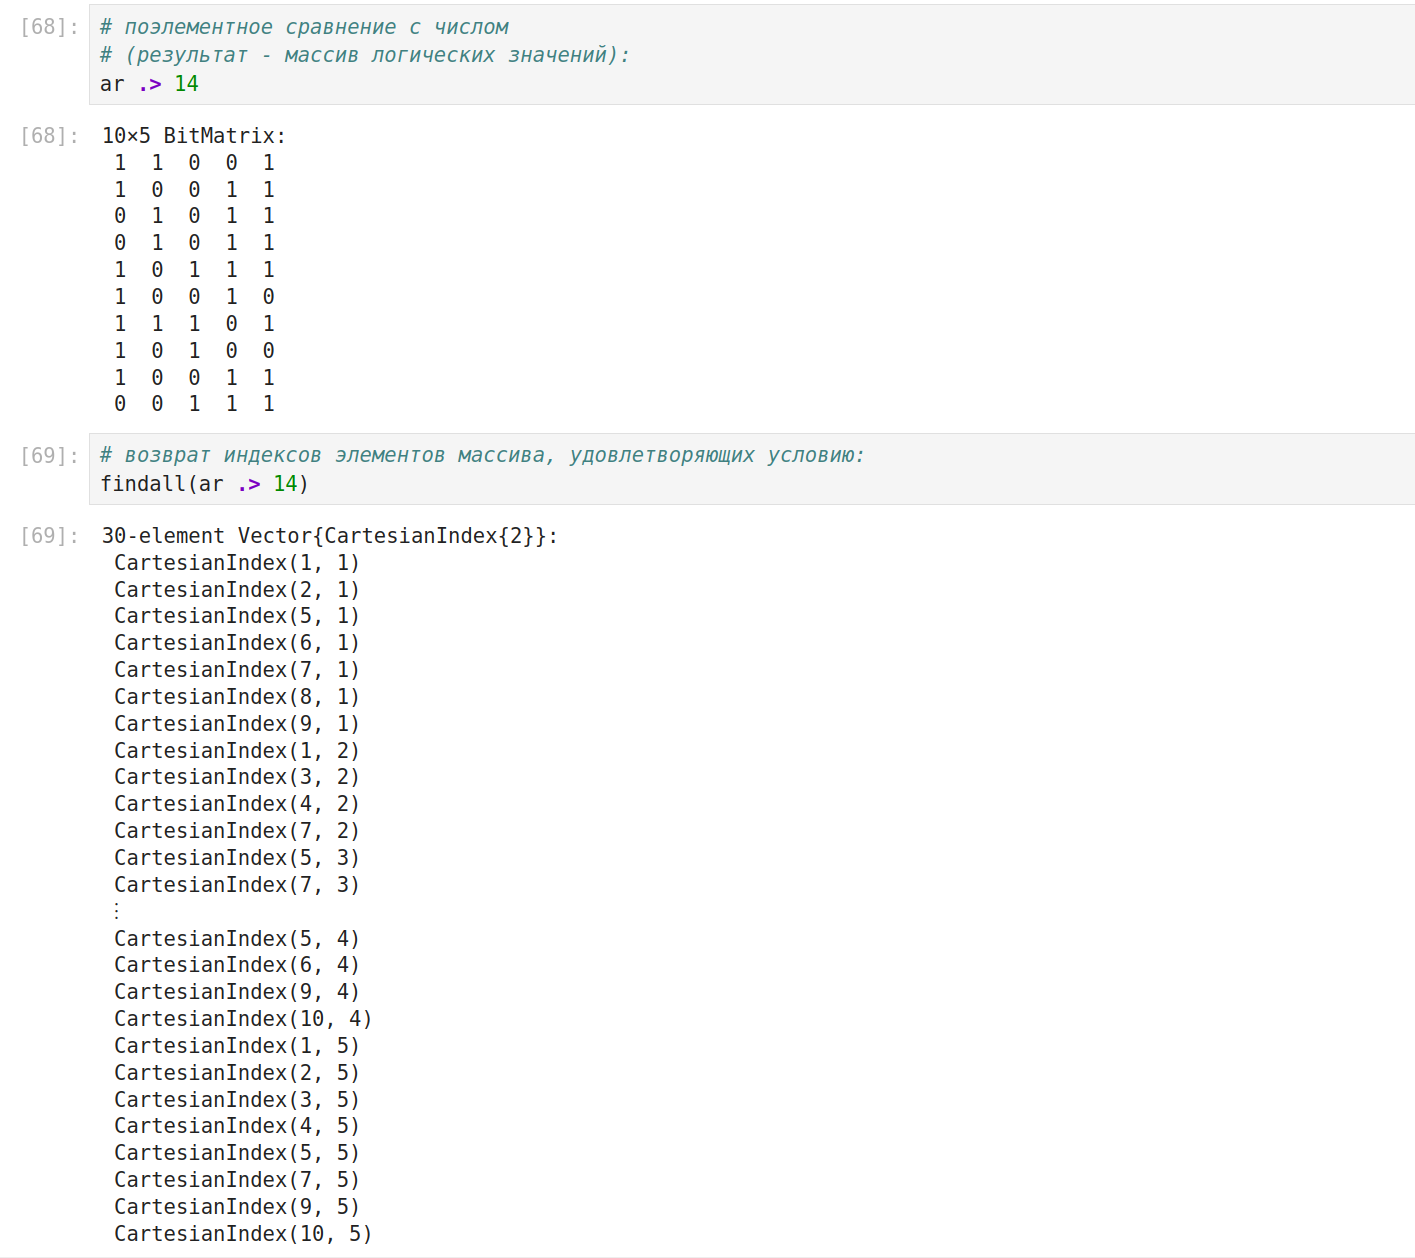 [68]: # поэлементное сравнение с числом
# (результат - массив логических значений):
ar .> 14
[68]: 10×5 BitMatrix:
1 1 0 0 1
1 0 0 1 1
0 1 0 1 1
0 1 0 1 1
1 0 1 1 1
1 0 0 1 0
1 1 1 0 1
1 0 1 0 0
1 0 0 1 1
0 0 1 1 1
[69]: # возврат индексов элементов массива, удовлетворяющих условию:
findall(ar .> 14)
[69]: 30-element Vector{CartesianIndex{2}}:
CartesianIndex(1, 1)
CartesianIndex(2, 1)
CartesianIndex(5, 1)
CartesianIndex(6, 1)
CartesianIndex(7, 1)
CartesianIndex(8, 1)
CartesianIndex(9, 1)
CartesianIndex(1, 2)
CartesianIndex(3, 2)
CartesianIndex(4, 2)
CartesianIndex(7, 2)
CartesianIndex(5, 3)
CartesianIndex(7, 3)
⋮
CartesianIndex(5, 4)
CartesianIndex(6, 4)
CartesianIndex(9, 4)
CartesianIndex(10, 4)
CartesianIndex(1, 5)
CartesianIndex(2, 5)
CartesianIndex(3, 5)
CartesianIndex(4, 5)
CartesianIndex(5, 5)
CartesianIndex(7, 5)
CartesianIndex(9, 5)
CartesianIndex(10, 5)